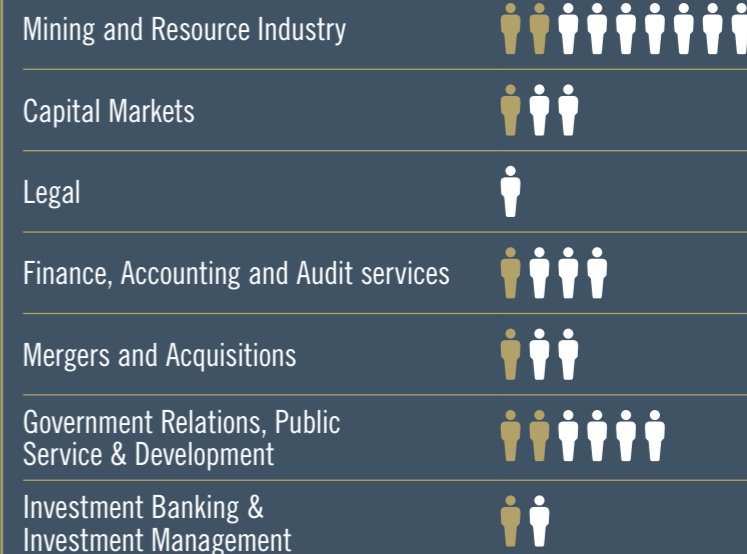 Mining and Resource Industry
Capital Markets
Legal
Finance, Accounting and Audit services
Mergers and Acquisitions
Government Relations, Public
Service & Development
Investment Banking &
Investment Management